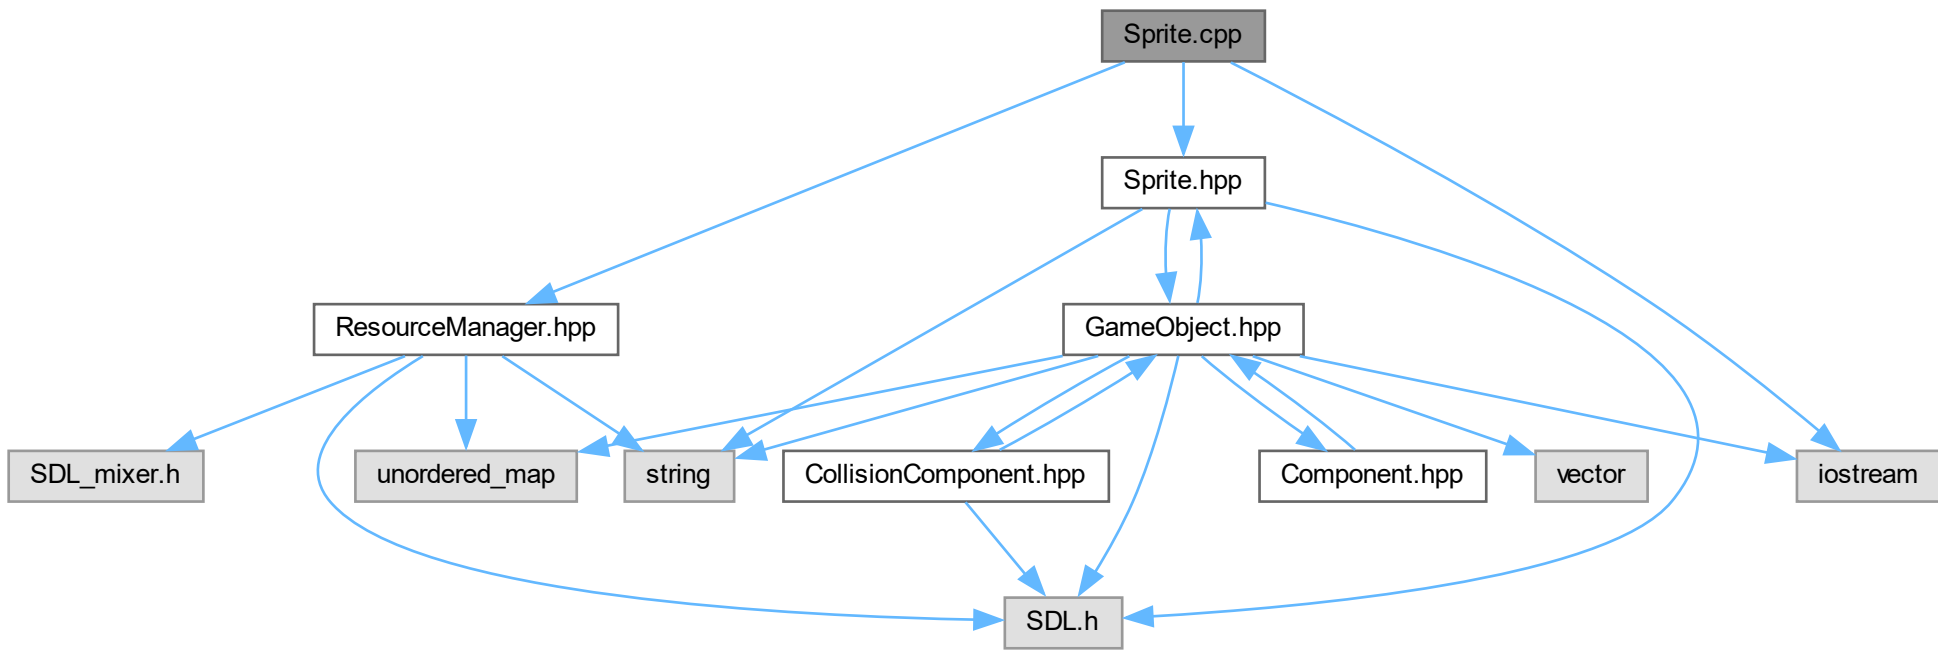 Sprite.cpp
Sprite.hpp
ResourceManager.hpp
GameObject.hpp
SDL_mixer.h
unordered_map
string
CollisionComponent.hpp
Component.hpp
vector
iostream
SDL.h